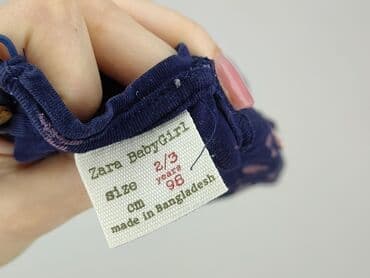 Zara BabyGirl
size 2/3
years
cm 98
made in Bangladesh